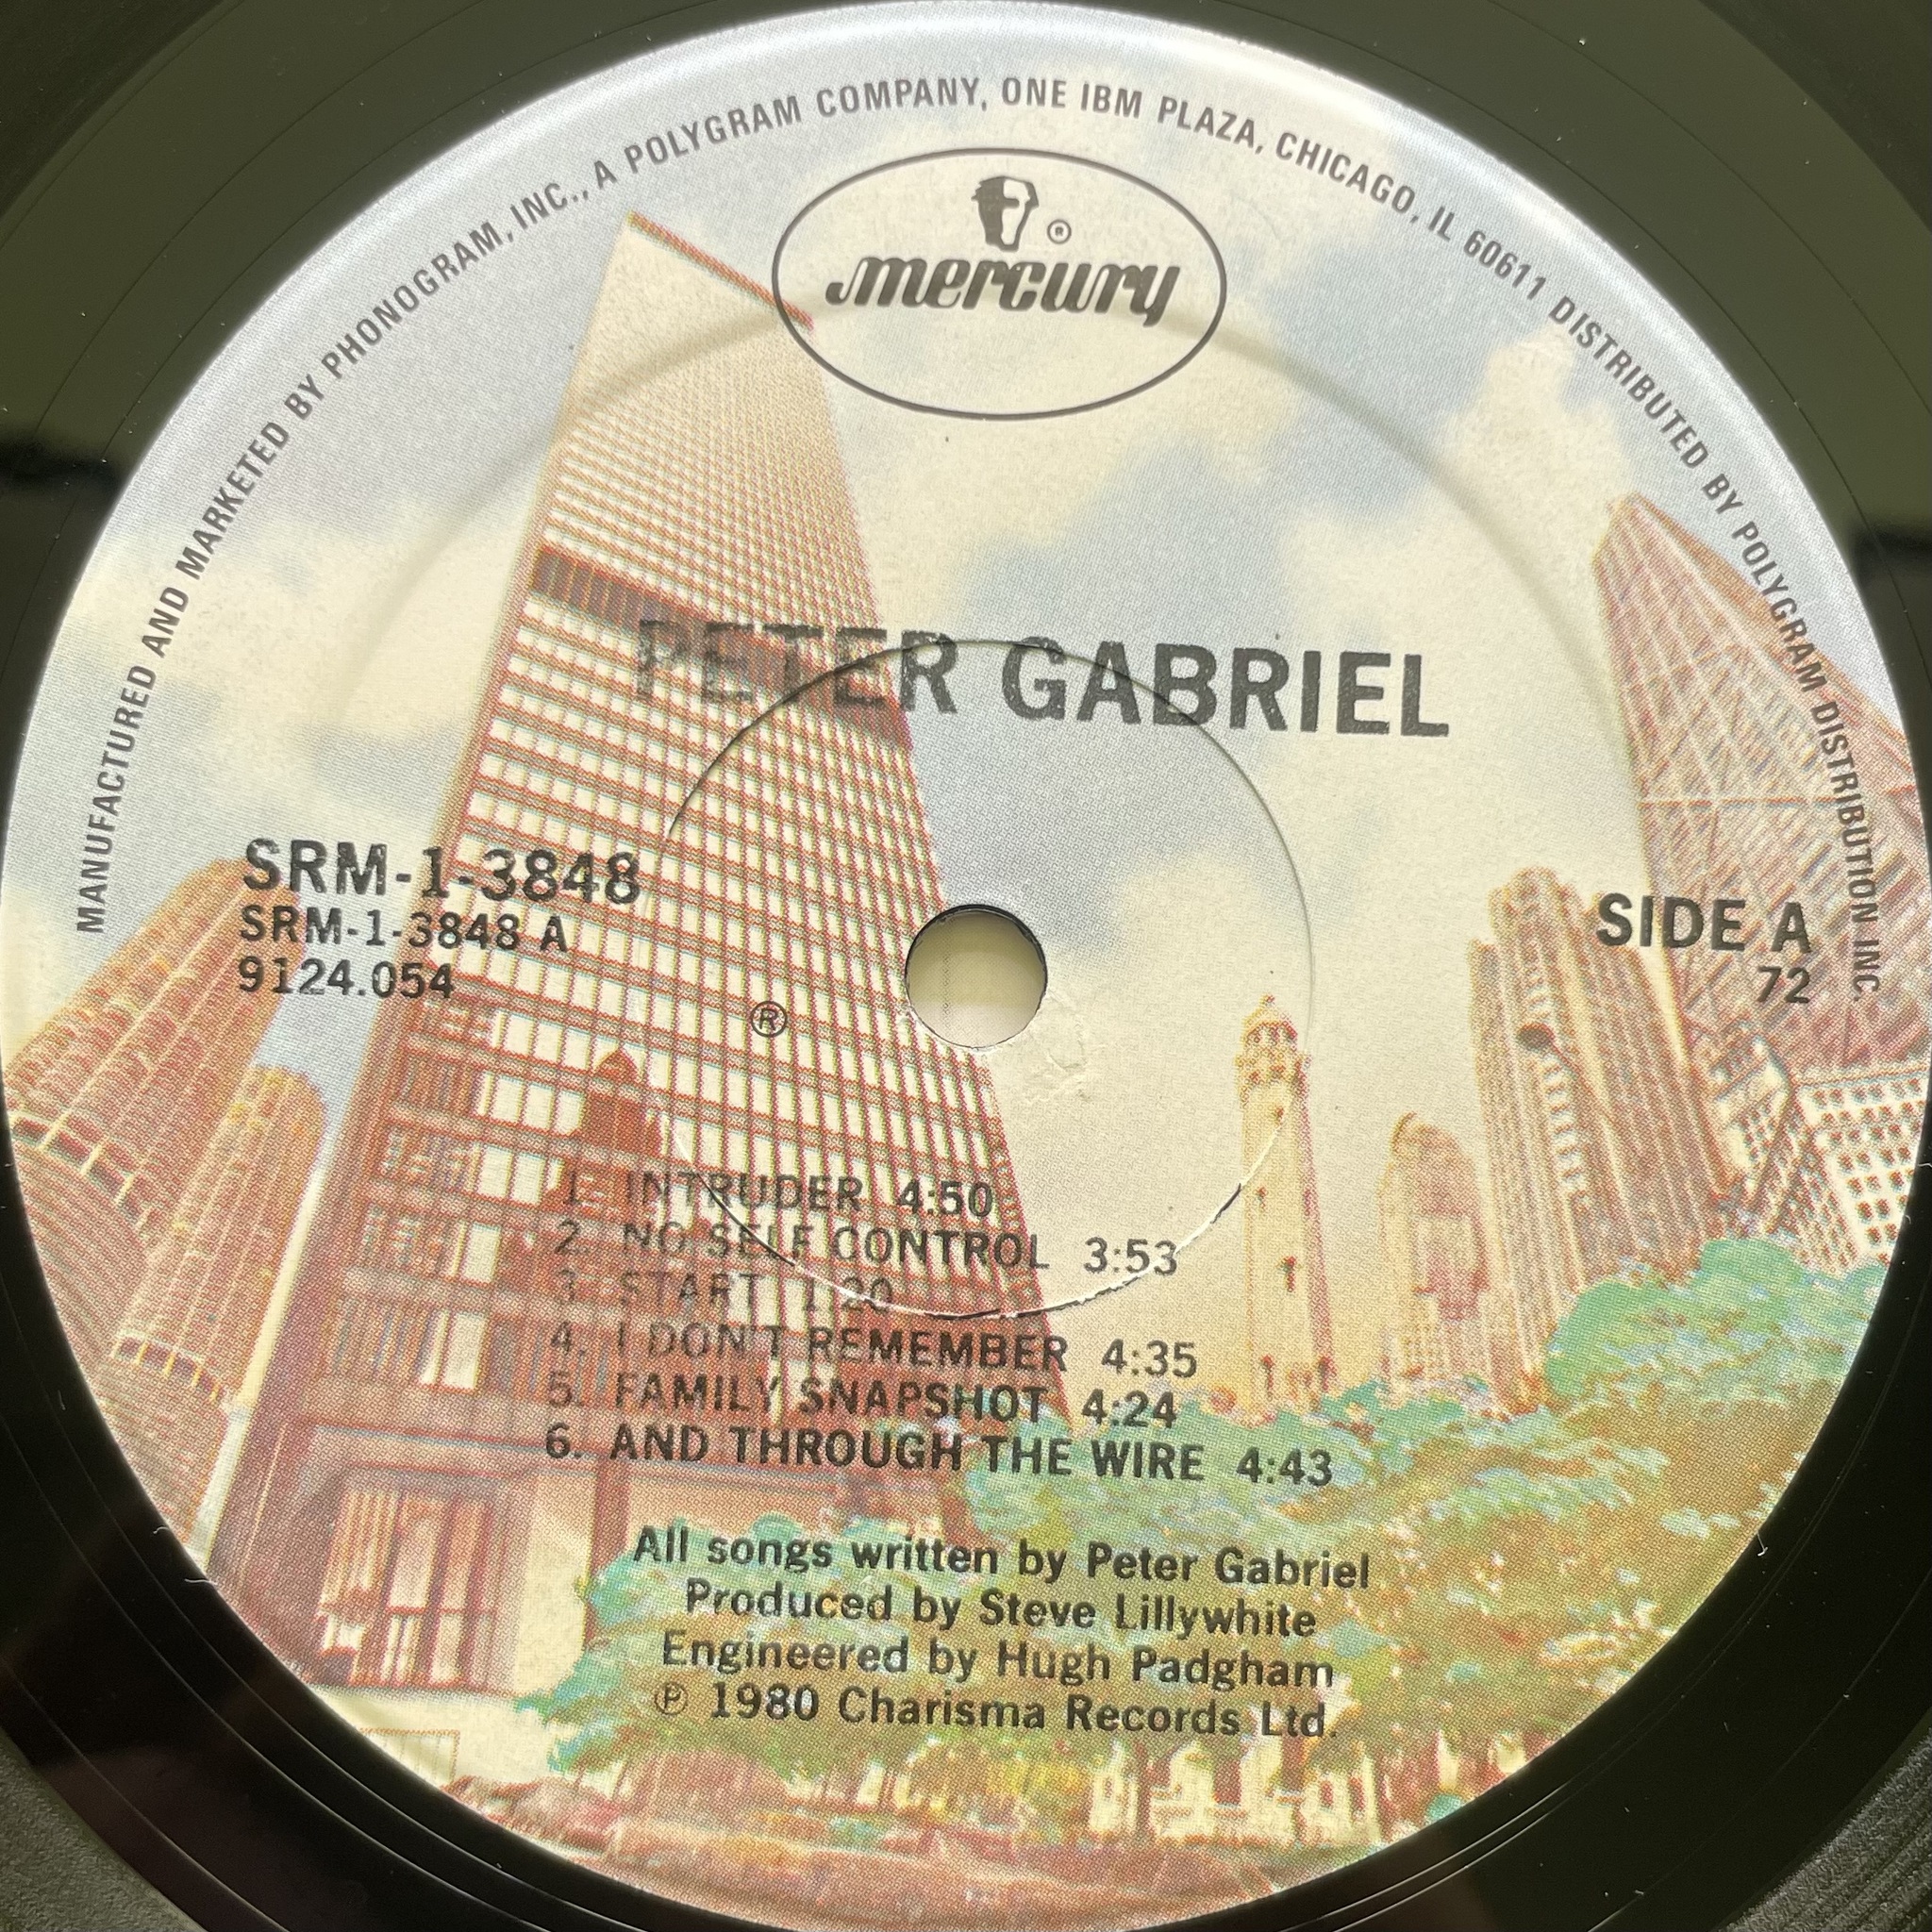 MANUFACTURED AND MARKETED BY PHONOGRAM, INC., A POLYGRAM COMPANY, ONE IBM PLAZA, CHICAGO, IL 60611 DISTRIBUTED BY POLYGRAM DISTRIBUTION INC.
®
mercury
PETER GABRIEL
SRM-1-3848
SRM-1-3848 A
9124.054
SIDE A
72
®
1. INTRUDER 4:50
2. NO SELF CONTROL 3:53
3. START 1:20
4. I DON'T REMEMBER 4:35
5. FAMILY SNAPSHOT 4:24
6. AND THROUGH THE WIRE 4:43
All songs written by Peter Gabriel
Produced by Steve Lillywhite
Engineered by Hugh Padgham
℗ 1980 Charisma Records Ltd.